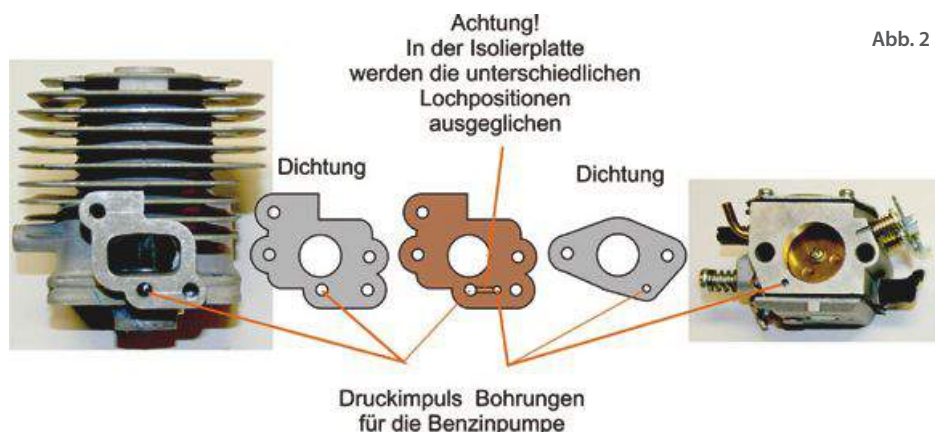 Achtung!
In der Isolierplatte
werden die unterschiedlichen
Lochpositionen
ausgeglichen
Abb. 2
Dichtung
Dichtung
Druckimpuls Bohrungen
für die Benzinpumpe